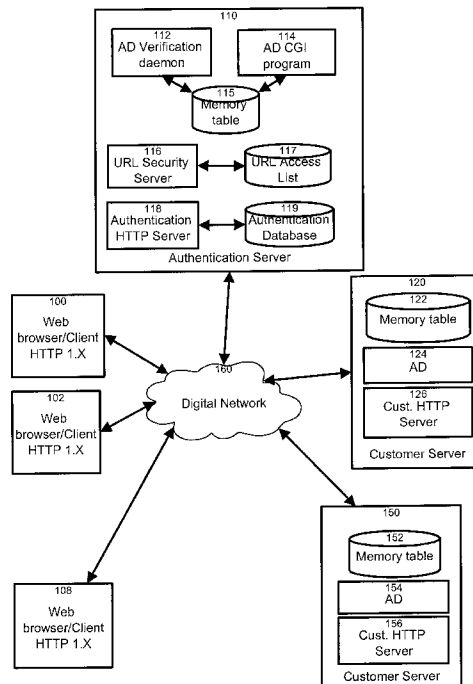 110
112
AD Verification
daemon
114
AD CGI
program
115
Memory
table
116
URL Security
Server
117
URL Access
List
118
Authentication
HTTP Server
119
Authentication
Database
Authentication Server
100
Web
browser/Client
HTTP 1.X
102
Web
browser/Client
HTTP 1.X
160
Digital Network
120
122
Memory table
124
AD
126
Cust. HTTP
Server
Customer Server
108
Web
browser/Client
HTTP 1.X
150
152
Memory table
154
AD
156
Cust. HTTP
Server
Customer Server